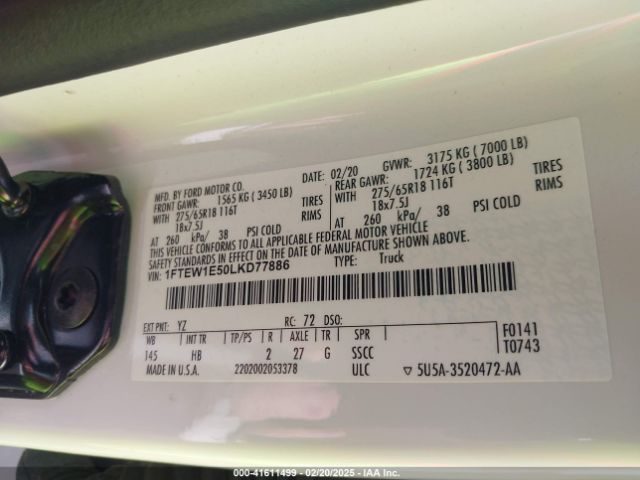 MFD. BY FORD MOTOR CO.
DATE: 02/20 GVWR: 3175 KG ( 7000 LB)
FRONT GAWR: 1565 KG ( 3450 LB) REAR GAWR: 1724 KG ( 3800 LB)
WITH 275/65R18 116T TIRES WITH 275/65R18 116T TIRES
18x7.5J RIMS 18x7.5J RIMS
AT 260 kPa/ 38 AT 260 kPa/ 38 PSI COLD
THIS VEHICLE CONFORMS TO ALL APPLICABLE FEDERAL MOTOR VEHICLE
SAFETY STANDARDS IN EFFECT ON THE DATE OF MANUFACTURE SHOWN ABOVE.
VIN: 1FTEW1E50LKD77886 TYPE: Truck
EXT PNT: YZ RC: 72 DSO:
WB INT TR TP/PS R AXLE TR SPR F0141
145 HB 2 27 G SSCC T0743
MADE IN U.S.A. 2202002053378 ULC ▽ 5U5A-3520472-AA
000-41611499 - 02/20/2025 - IAA Inc.